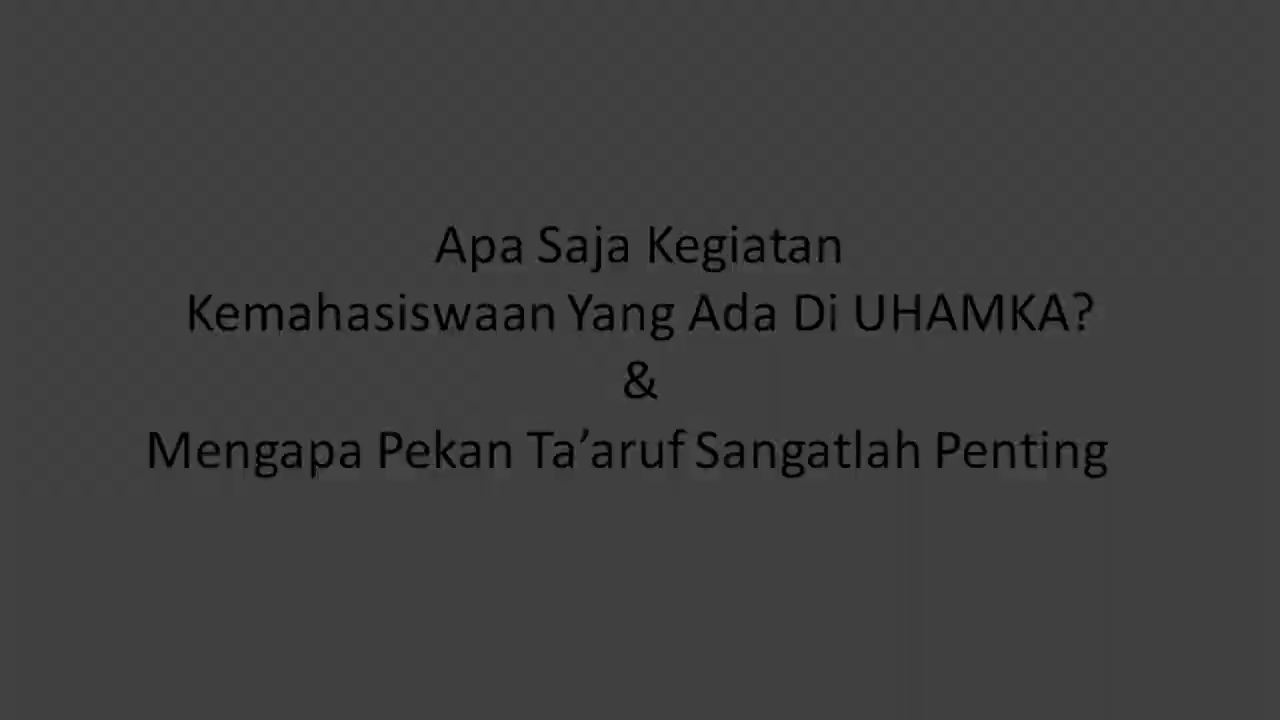 Apa Saja Kegiatan
Kemahasiswaan Yang Ada Di UHAMKA?
&
Mengapa Pekan Ta’aruf Sangatlah Penting